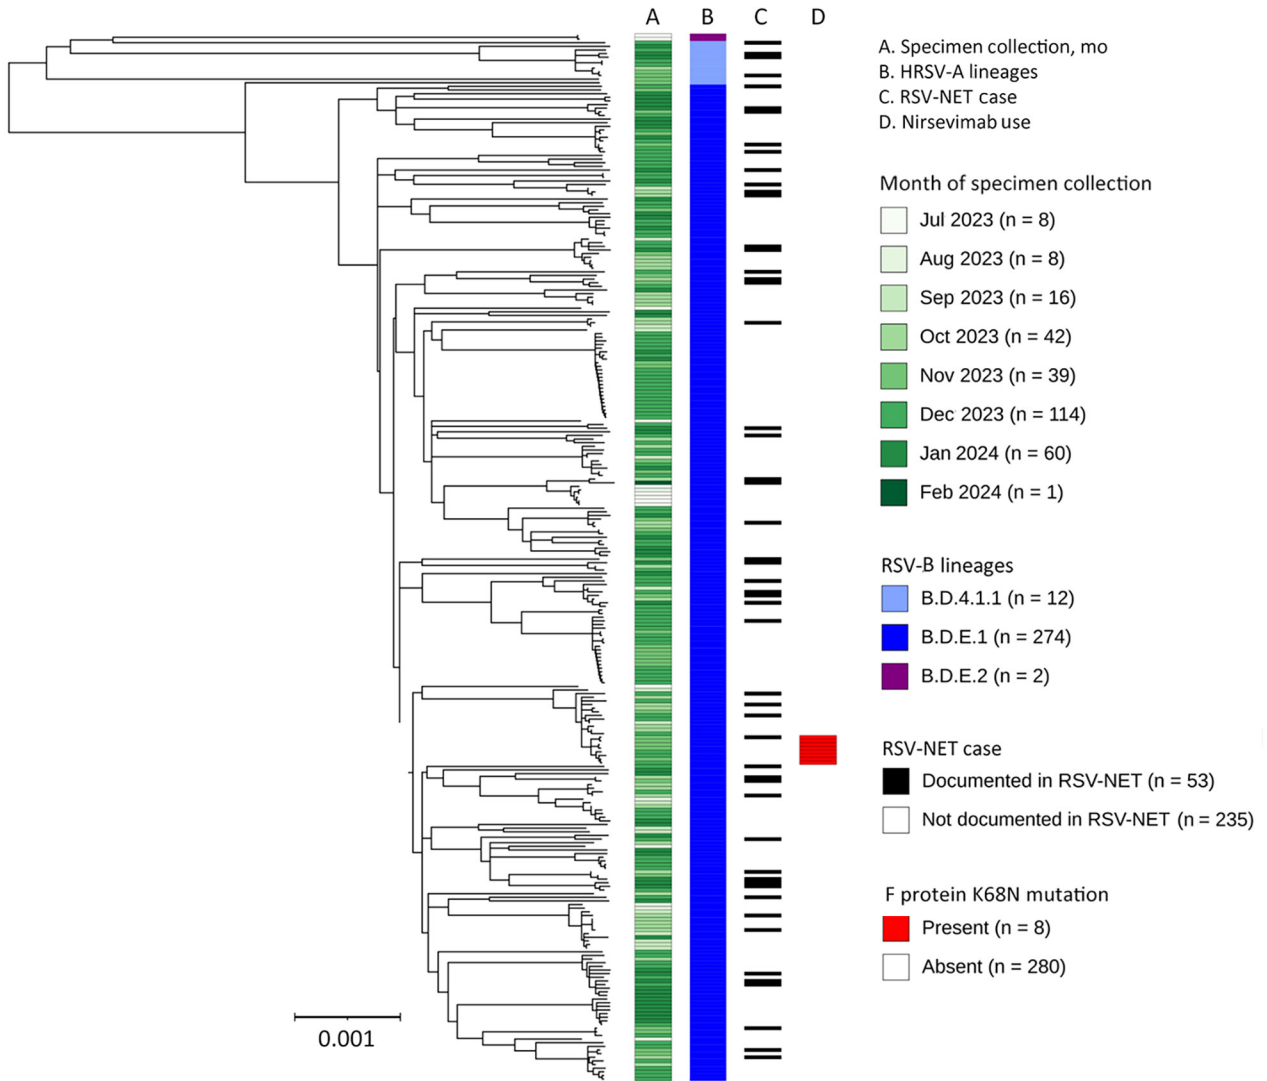 A B C D
A. Specimen collection, mo
B. HRSV-A lineages
C. RSV-NET case
D. Nirsevimab use
Month of specimen collection
Jul 2023 (n = 8)
Aug 2023 (n = 8)
Sep 2023 (n = 16)
Oct 2023 (n = 42)
Nov 2023 (n = 39)
Dec 2023 (n = 114)
Jan 2024 (n = 60)
Feb 2024 (n = 1)
RSV-B lineages
B.D.4.1.1 (n = 12)
B.D.E.1 (n = 274)
B.D.E.2 (n = 2)
RSV-NET case
Documented in RSV-NET (n = 53)
Not documented in RSV-NET (n = 235)
F protein K68N mutation
Present (n = 8)
Absent (n = 280)
0.001